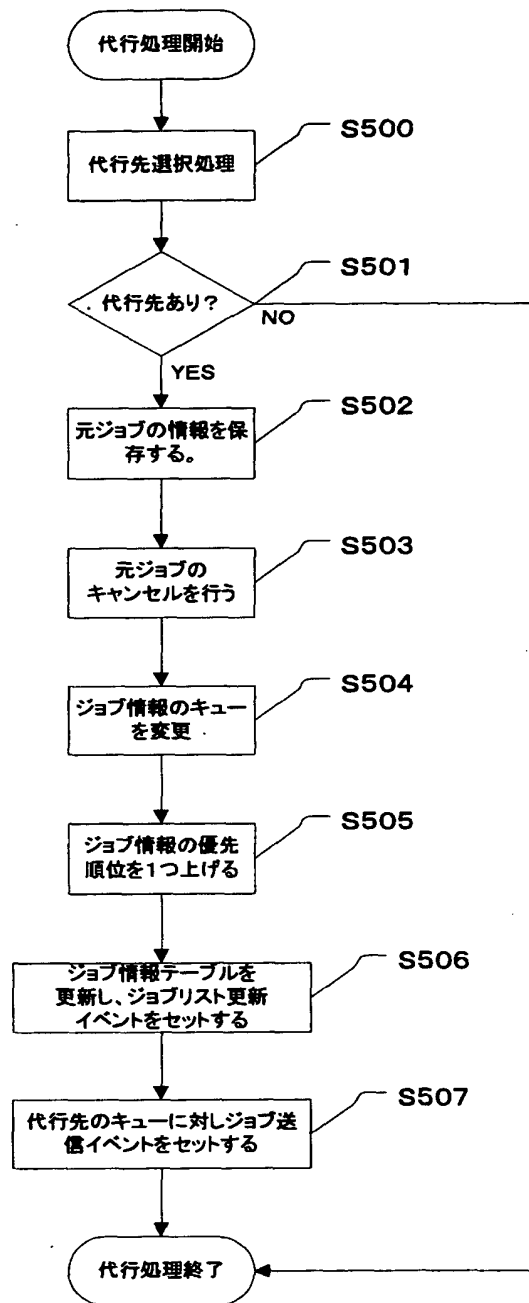 代行処理開始
S500
代行先選択処理
S501
代行先あり?
NO
YES
S502
元ジョブの情報を保
存する。
S503
元ジョブの
キャンセルを行う
S504
ジョブ情報のキュー
を変更
S505
ジョブ情報の優先
順位を1つ上げる
S506
ジョブ情報テーブルを
更新し、ジョブリスト更新
イベントをセットする
S507
代行先のキューに対しジョブ送
信イベントをセットする
代行処理終了